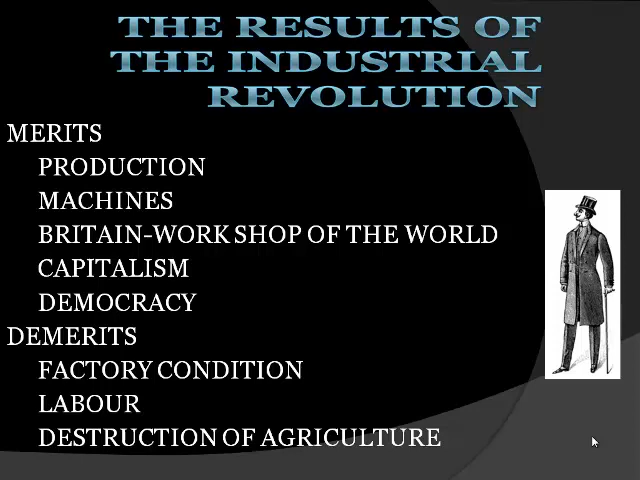 THE RESULTS OF
THE INDUSTRIAL
REVOLUTION
MERITS
PRODUCTION
MACHINES
BRITAIN-WORK SHOP OF THE WORLD
CAPITALISM
DEMOCRACY
DEMERITS
FACTORY CONDITION
LABOUR
DESTRUCTION OF AGRICULTURE